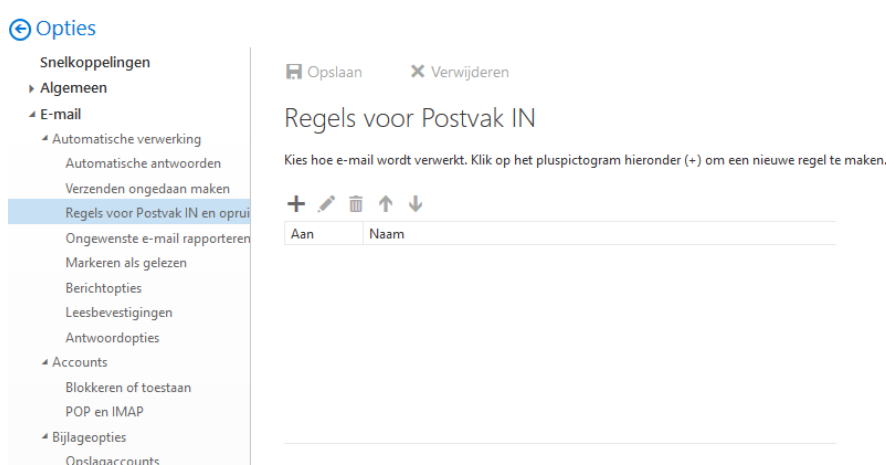 Opties
Snelkoppelingen
Algemeen
E-mail
Automatische verwerking
Automatische antwoorden
Verzenden ongedaan maken
Regels voor Postvak IN en oprui
Ongewenste e-mail rapporteren
Markeren als gelezen
Berichtopties
Leesbevestigingen
Antwoordopties
Accounts
Blokkeren of toestaan
POP en IMAP
Bijlageopties
Opslagaccounts
Opslaan Verwijderen
Regels voor Postvak IN
Kies hoe e-mail wordt verwerkt. Klik op het pluspictogram hieronder (+) om een nieuwe regel te maken.
Aan Naam